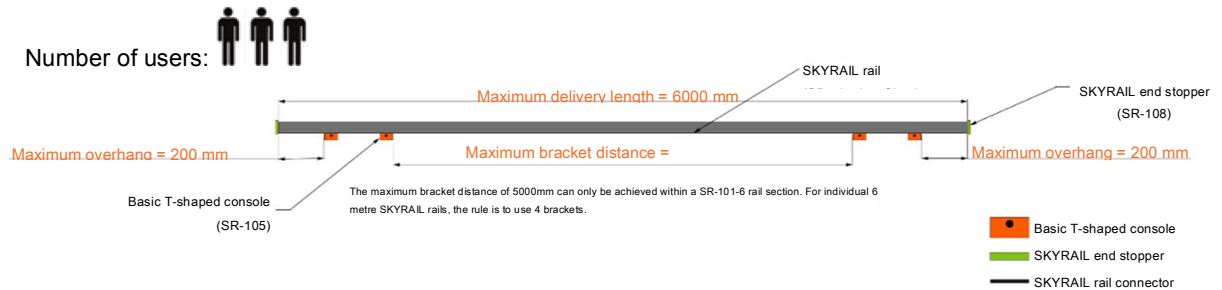 Number of users:
SKYRAIL rail
Maximum delivery length = 6000 mm
SKYRAIL end stopper
(SR-108)
Maximum overhang = 200 mm
Maximum bracket distance =
Maximum overhang = 200 mm
The maximum bracket distance of 5000mm can only be achieved within a SR-101-6 rail section. For individual 6
metre SKYRAIL rails, the rule is to use 4 brackets.
Basic T-shaped console
(SR-105)
Basic T-shaped console
SKYRAIL end stopper
SKYRAIL rail connector